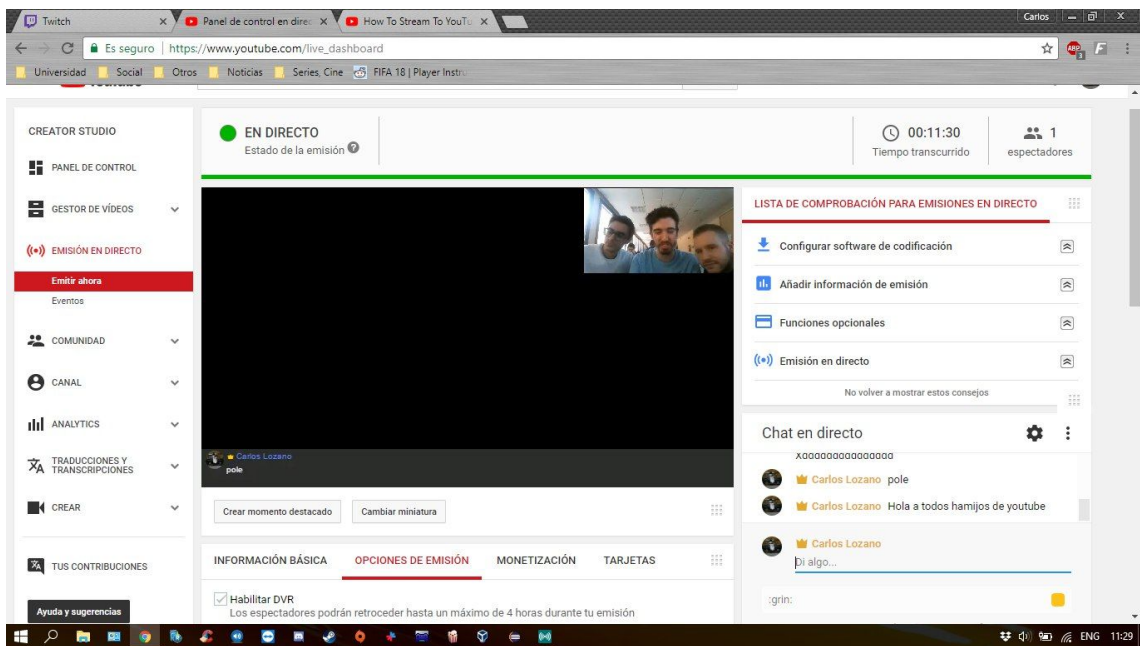 Twitch
Panel de control en direc
How To Stream To YouTu
Carlos
Es seguro
https://www.youtube.com/live_dashboard
Universidad
Social
Otros
Noticias
Series, Cine
FIFA 18 | Player Instru
CREATOR STUDIO
PANEL DE CONTROL
GESTOR DE VÍDEOS
EMISIÓN EN DIRECTO
Emitir ahora
Eventos
COMUNIDAD
CANAL
ANALYTICS
TRADUCCIONES Y
TRANSCRIPCIONES
CREAR
TUS CONTRIBUCIONES
Ayuda y sugerencias
EN DIRECTO
Estado de la emisión
00:11:30
Tiempo transcurrido
1
espectadores
Carlos Lozano
pole
Crear momento destacado
Cambiar miniatura
INFORMACIÓN BÁSICA
OPCIONES DE EMISIÓN
MONETIZACIÓN
TARJETAS
Habilitar DVR
Los espectadores podrán retroceder hasta un máximo de 4 horas durante tu emisión
LISTA DE COMPROBACIÓN PARA EMISIONES EN DIRECTO
Configurar software de codificación
Añadir información de emisión
Funciones opcionales
Emisión en directo
No volver a mostrar estos consejos
Chat en directo
Carlos Lozano pole
Carlos Lozano Hola a todos hamijos de youtube
Carlos Lozano
Di algo...
:grin:
ENG 11:29